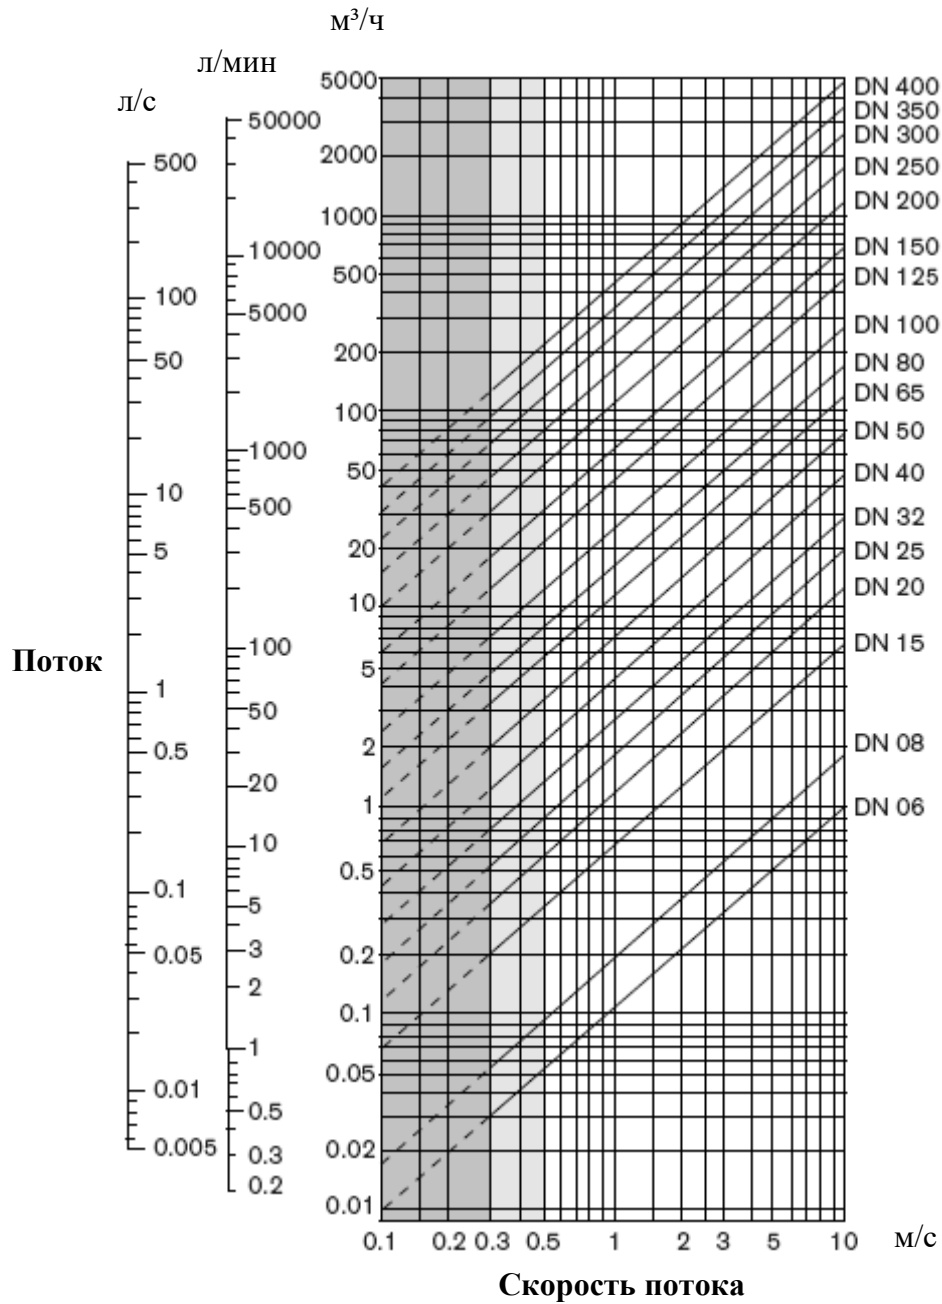 м³/ч
л/мин
л/с
5000
2000
1000
500
200
100
50
20
10
5
2
1
0.5
0.2
0.1
0.05
0.02
0.01
50000
10000
5000
1000
500
100
50
20
10
5
3
2
1
0.5
0.3
0.2
500
100
50
10
5
1
0.5
0.1
0.05
0.01
0.005
Поток
DN 400
DN 350
DN 300
DN 250
DN 200
DN 150
DN 125
DN 100
DN 80
DN 65
DN 50
DN 40
DN 32
DN 25
DN 20
DN 15
DN 08
DN 06
0.1 0.2 0.3 0.5 1 2 3 5 10 м/с
Скорость потока